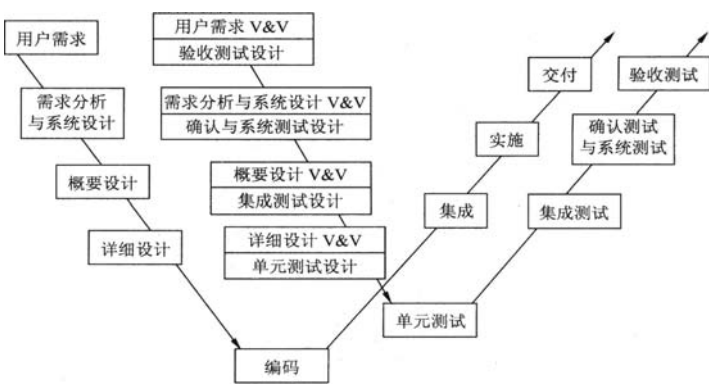 用户需求
需求分析
与系统设计
概要设计
详细设计
编码
用户需求 V&V
验收测试设计
需求分析与系统设计 V&V
确认与系统测试设计
概要设计 V&V
集成测试设计
详细设计 V&V
单元测试设计
单元测试
集成
实施
交付
集成测试
确认测试
与系统测试
验收测试